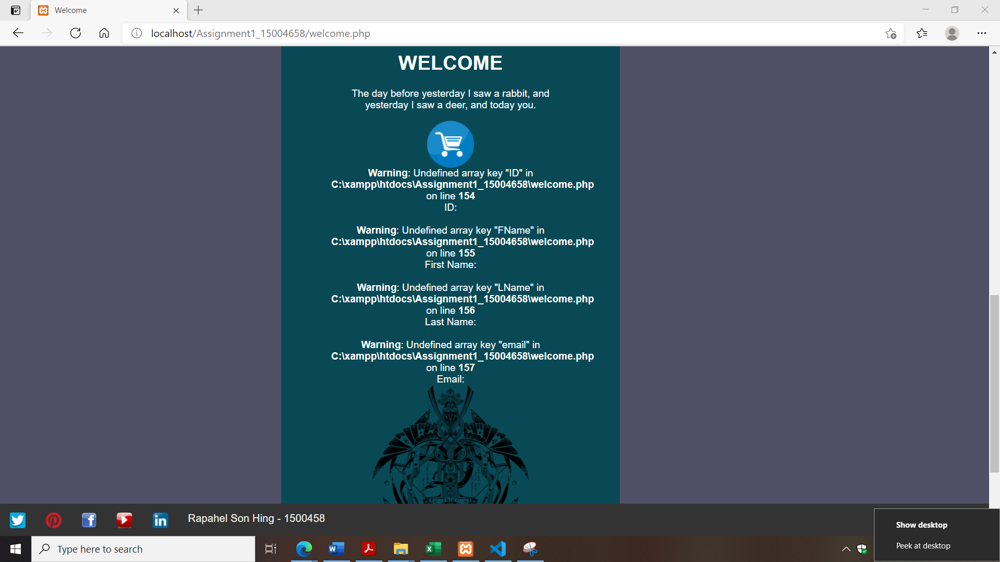 Welcome
localhost/Assignment1_15004658/welcome.php
WELCOME
The day before yesterday I saw a rabbit, and
yesterday I saw a deer, and today you.
Warning: Undefined array key "ID" in
C:\xampp\htdocs\Assignment1_15004658\welcome.php
on line 154
ID:
Warning: Undefined array key "FName" in
C:\xampp\htdocs\Assignment1_15004658\welcome.php
on line 155
First Name:
Warning: Undefined array key "LName" in
C:\xampp\htdocs\Assignment1_15004658\welcome.php
on line 156
Last Name:
Warning: Undefined array key "email" in
C:\xampp\htdocs\Assignment1_15004658\welcome.php
on line 157
Email:
Rapahel Son Hing - 1500458
Show desktop
Peek at desktop
Type here to search